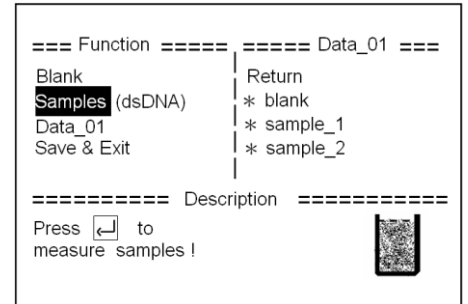 === Function ===== ===== Data_01 ===
Blank Return
Samples (dsDNA) * blank
Data_01 * sample_1
Save & Exit * sample_2
========== Description ===========
Press ↵ to
measure samples !